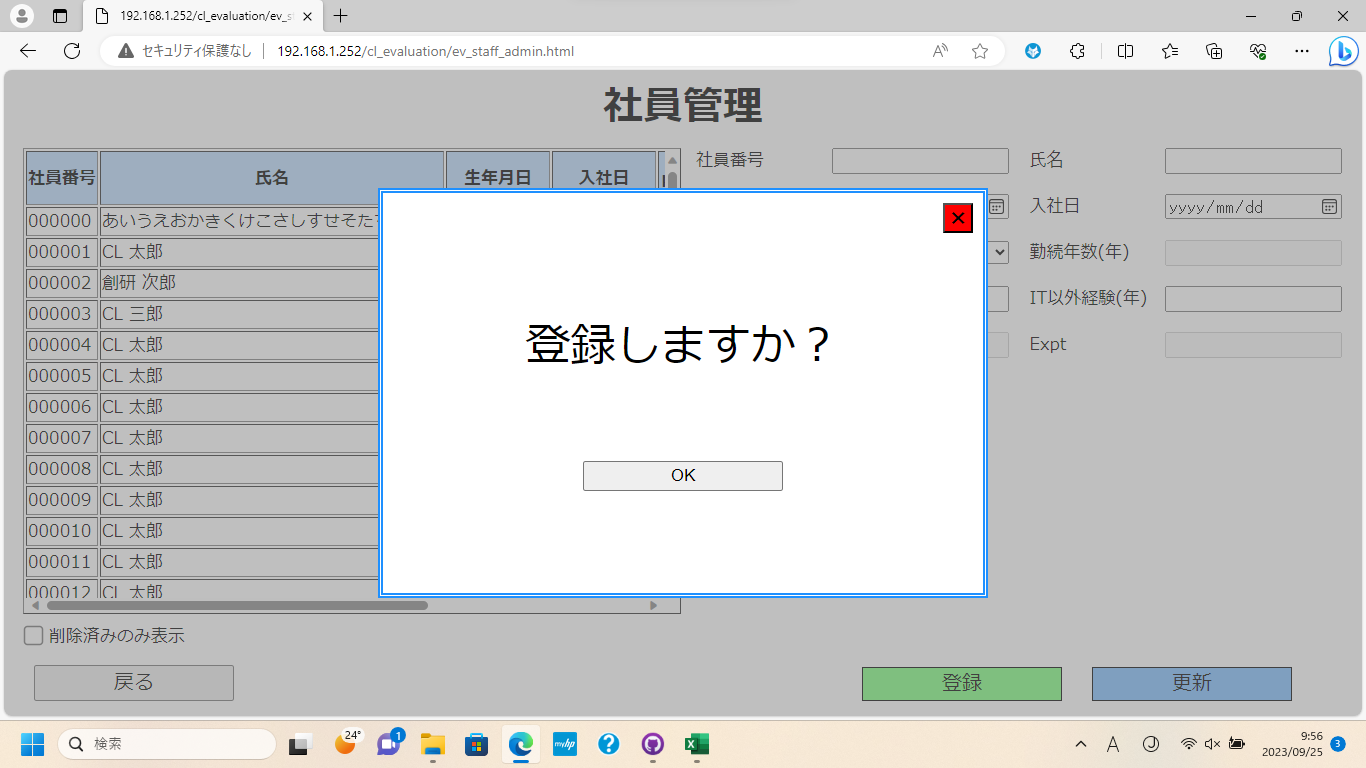 192.168.1.252/cl_evaluation/ev_s
セキュリティ保護なし
192.168.1.252/cl_evaluation/ev_staff_admin.html
社員管理
社員番号 氏名 生年月日 入社日
000000 あいうえおかきくけこさしすせそた
000001 CL 太郎
000002 創研 次郎
000003 CL 三郎
000004 CL 太郎
000005 CL 太郎
000006 CL 太郎
000007 CL 太郎
000008 CL 太郎
000009 CL 太郎
000010 CL 太郎
000011 CL 太郎
000012 CL 太郎
社員番号 氏名
入社日 yyyy/mm/dd
勤続年数(年)
IT以外経験(年)
Expt
登録しますか？
OK
削除済みのみ表示
戻る 登録 更新
検索
24°
1
myhp
A
9:56
2023/09/25
3